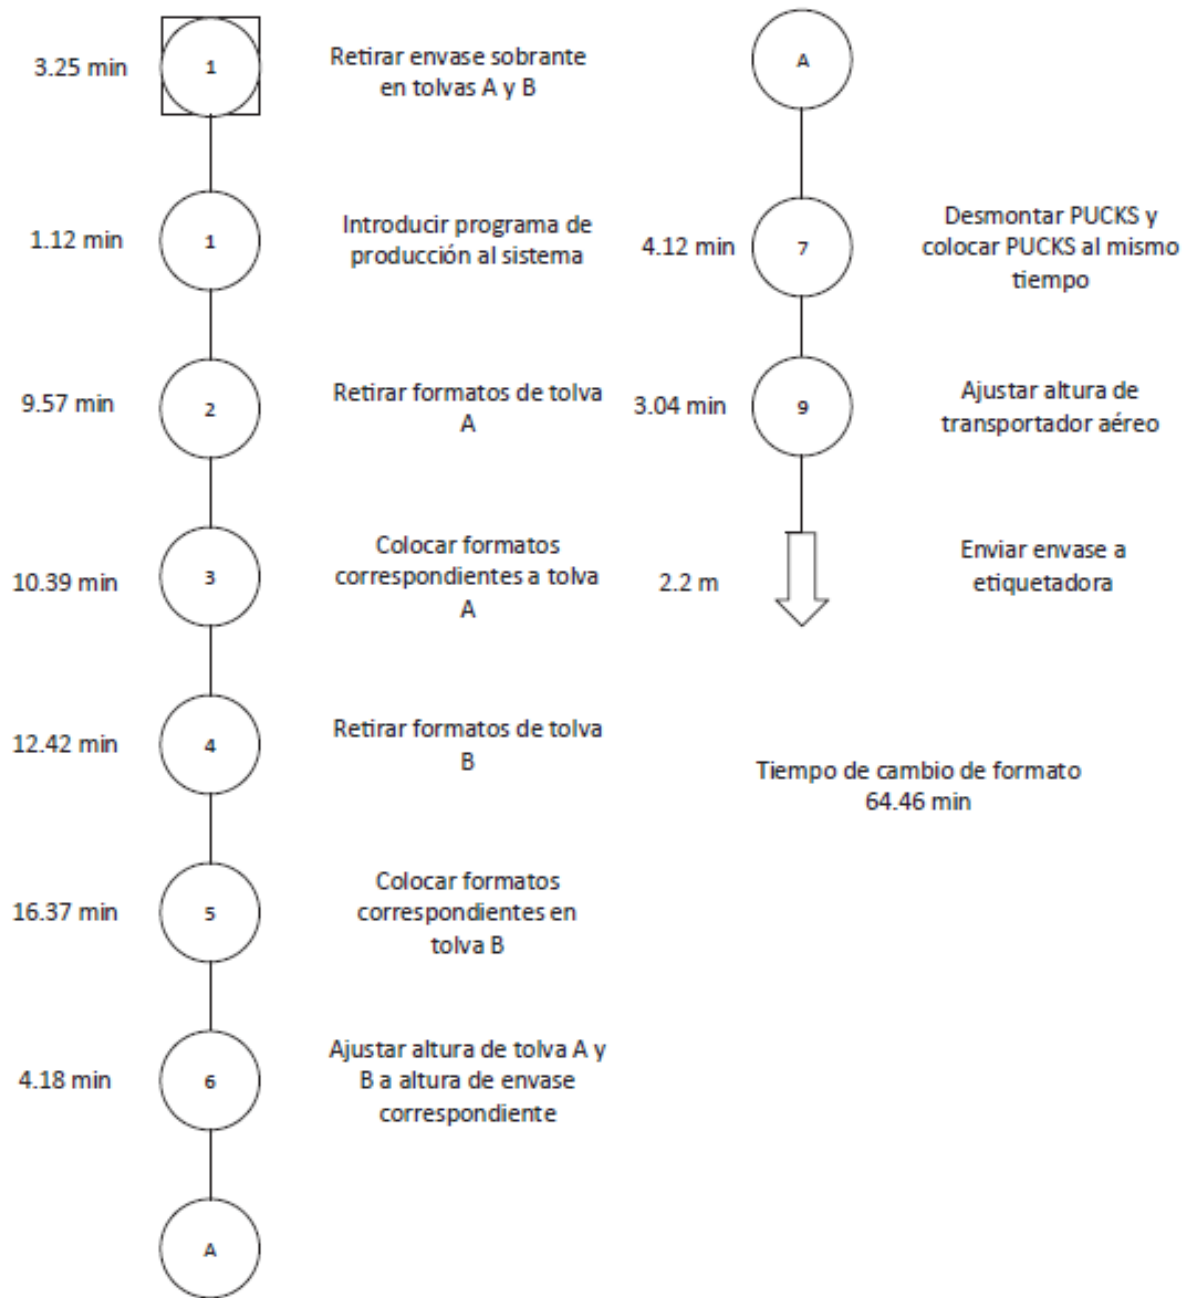 3.25 min
1
Retirar envase sobrante
en tolvas A y B
1.12 min
1
Introducir programa de
producción al sistema
9.57 min
2
Retirar formatos de tolva
A
10.39 min
3
Colocar formatos
correspondientes a tolva
A
12.42 min
4
Retirar formatos de tolva
B
16.37 min
5
Colocar formatos
correspondientes en
tolva B
4.18 min
6
Ajustar altura de tolva A y
B a altura de envase
correspondiente
A
A
4.12 min
7
Desmontar PUCKS y
colocar PUCKS al mismo
tiempo
3.04 min
9
Ajustar altura de
transportador aéreo
2.2 m
Enviar envase a
etiquetadora
Tiempo de cambio de formato
64.46 min